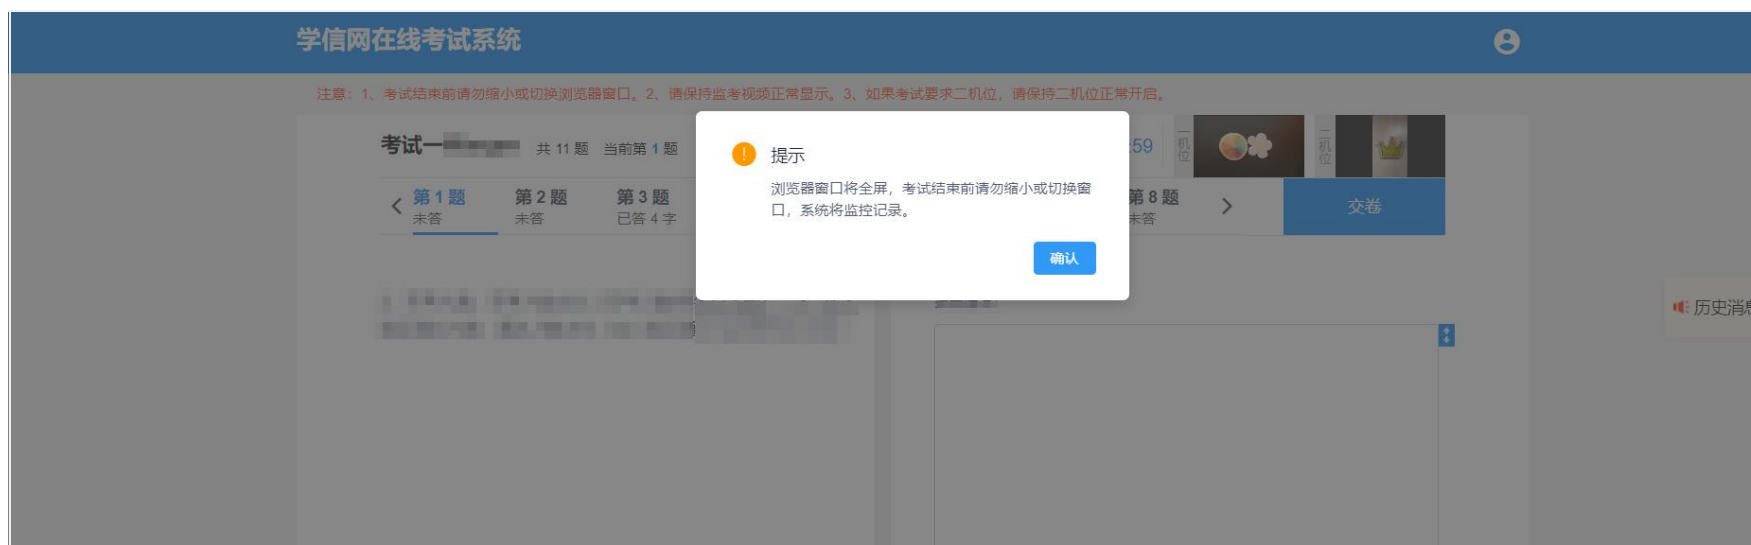 学信网在线考试系统
注意：1、考试结束前请勿缩小或切换浏览器窗口。2、请保持监考视频正常显示。3、如果考试要求二机位，请保持二机位正常开启。
考试一
共 11 题 当前第 1 题
:59
一机位
二机位
提示
浏览器窗口将全屏，考试结束前请勿缩小或切换窗
口，系统将监控记录。
确认
第 1 题
未答
第 2 题
未答
第 3 题
已答 4 字
第 8 题
未答
交卷
历史消息